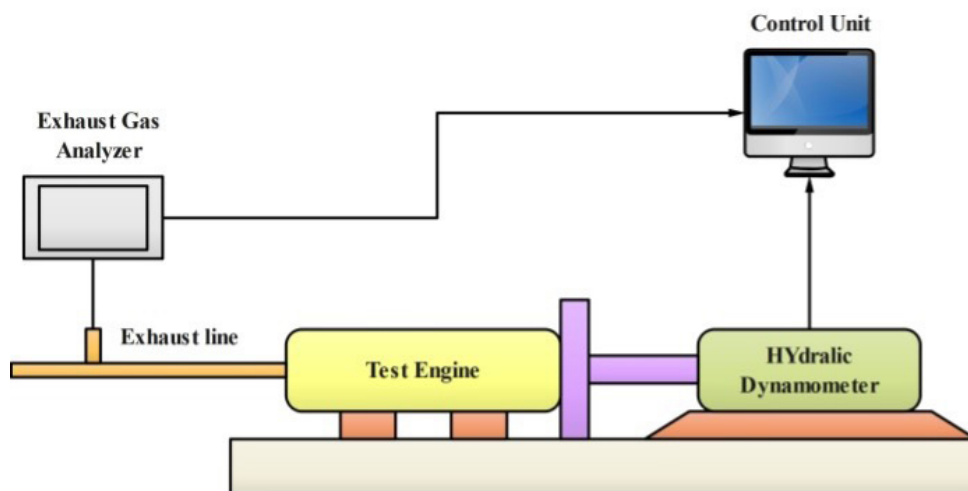 Control Unit
Exhaust Gas
Analyzer
Exhaust line
Test Engine
HYdralic
Dynamometer